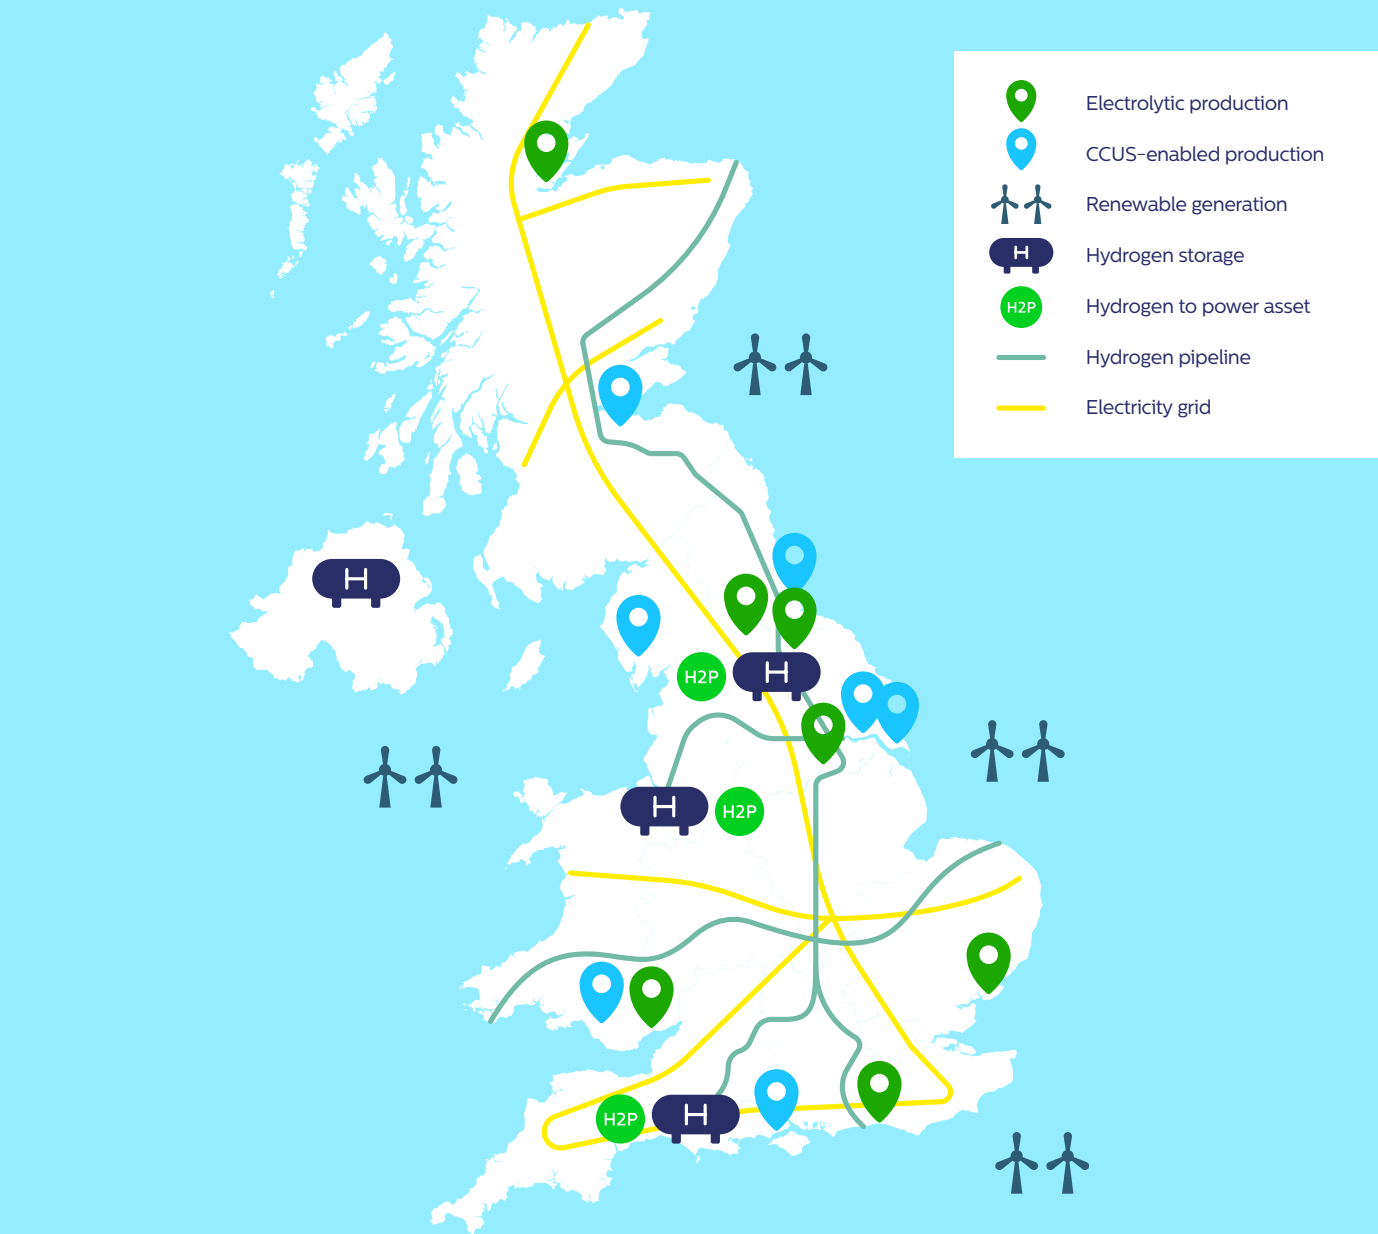 Electrolytic production
CCUS-enabled production
Renewable generation
H Hydrogen storage
H2P Hydrogen to power asset
Hydrogen pipeline
Electricity grid
H
H2P H
H H2P
H2P H